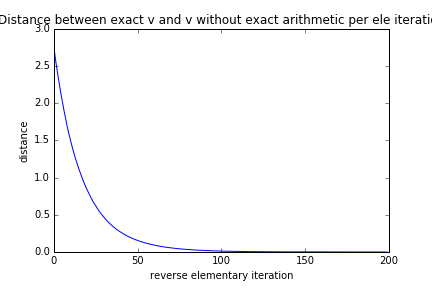 Distance between exact v and v without exact arithmetic per ele iteratio
3.0
2.5
2.0
1.5
1.0
0.5
0.0
distance
0 50 100 150 200
reverse elementary iteration